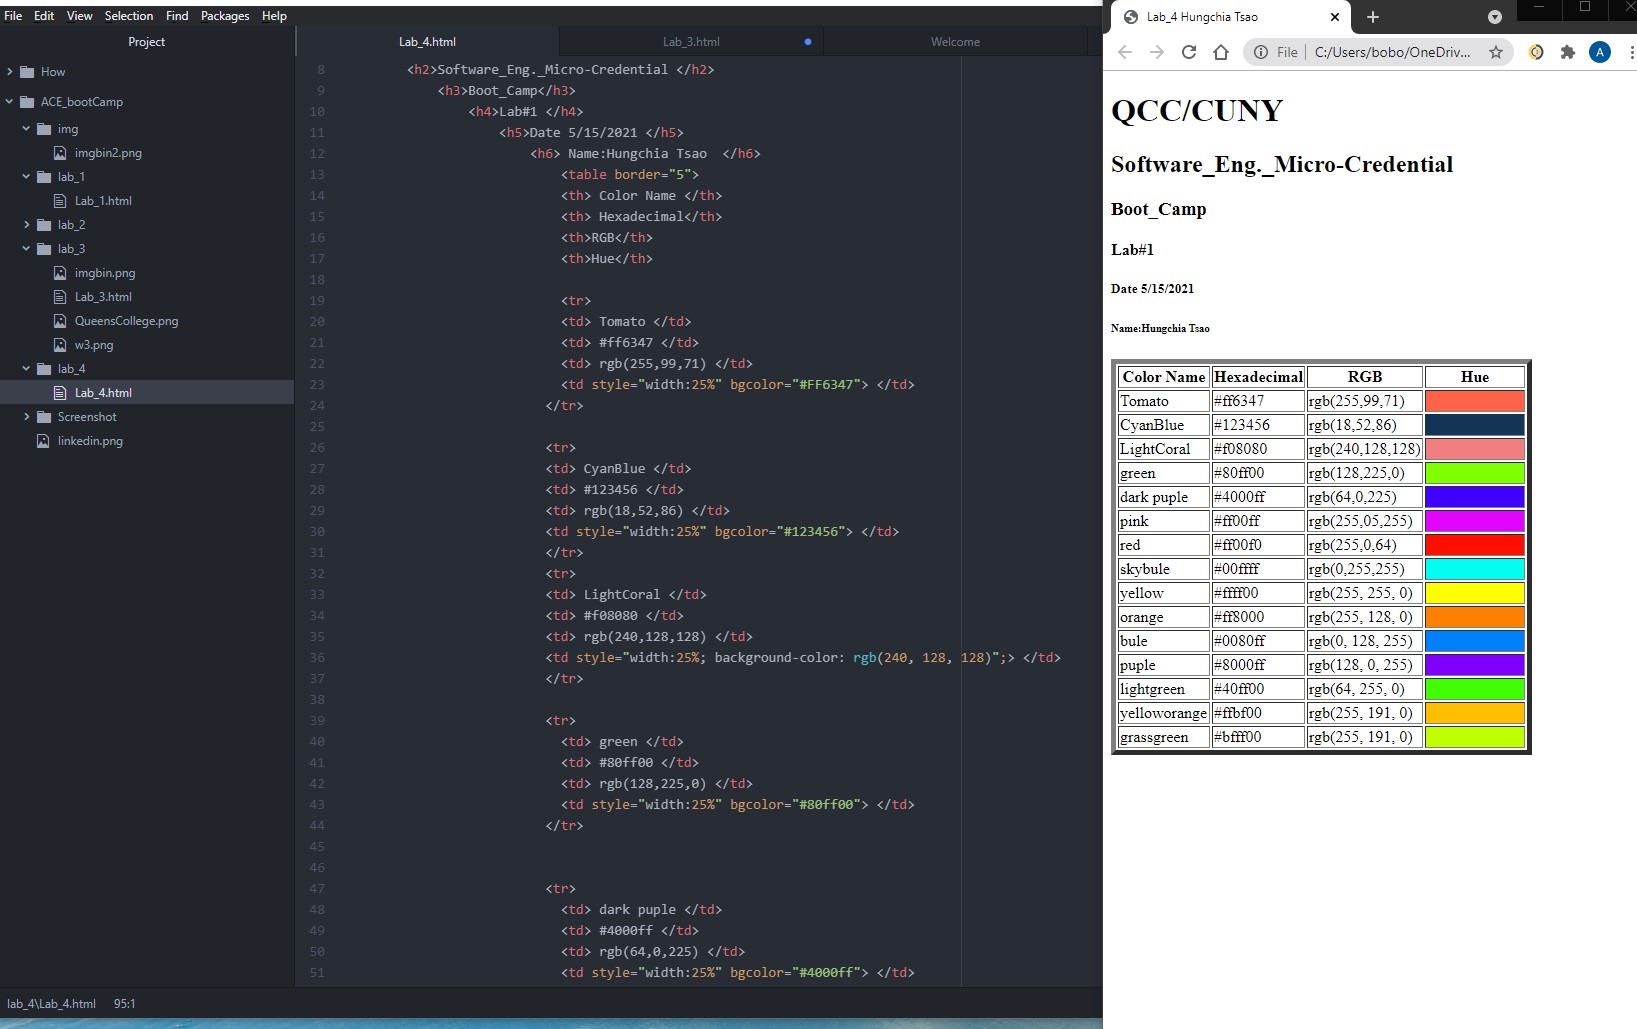 File Edit View Selection Find Packages Help
Project
How
ACE_bootCamp
img
imgbin2.png
lab_1
Lab_1.html
lab_2
lab_3
imgbin.png
Lab_3.html
QueensCollege.png
w3.png
lab_4
Lab_4.html
Screenshot
linkedin.png
Lab_4.html Lab_3.html Welcome
8 <h2>Software_Eng._Micro-Credential </h2>
9 <h3>Boot_Camp</h3>
10 <h4>Lab#1 </h4>
11 <h5>Date 5/15/2021 </h5>
12 <h6> Name:Hungchia Tsao  </h6>
13 <table border="5">
14 <th> Color Name </th>
15 <th> Hexadecimal</th>
16 <th>RGB</th>
17 <th>Hue</th>
18
19 <tr>
20 <td> Tomato </td>
21 <td> #ff6347 </td>
22 <td> rgb(255,99,71) </td>
23 <td style="width:25%" bgcolor="#FF6347"> </td>
24 </tr>
25
26 <tr>
27 <td> CyanBlue </td>
28 <td> #123456 </td>
29 <td> rgb(18,52,86) </td>
30 <td style="width:25%" bgcolor="#123456"> </td>
31 </tr>
32 <tr>
33 <td> LightCoral </td>
34 <td> #f08080 </td>
35 <td> rgb(240,128,128) </td>
36 <td style="width:25%; background-color: rgb(240, 128, 128)";> </td>
37 </tr>
38
39 <tr>
40 <td> green </td>
41 <td> #80ff00 </td>
42 <td> rgb(128,225,0) </td>
43 <td style="width:25%" bgcolor="#80ff00"> </td>
44 </tr>
45
46
47 <tr>
48 <td> dark puple </td>
49 <td> #4000ff </td>
50 <td> rgb(64,0,225) </td>
51 <td style="width:25%" bgcolor="#4000ff"> </td>
lab_4\Lab_4.html 95:1
Lab_4 Hungchia Tsao
File C:/Users/bobo/OneDriv... A
QCC/CUNY
Software_Eng._Micro-Credential
Boot_Camp
Lab#1
Date 5/15/2021
Name:Hungchia Tsao
Color Name Hexadecimal RGB Hue
Tomato #ff6347 rgb(255,99,71)
CyanBlue #123456 rgb(18,52,86)
LightCoral #f08080 rgb(240,128,128)
green #80ff00 rgb(128,225,0)
dark puple #4000ff rgb(64,0,225)
pink #ff00ff rgb(255,05,255)
red #ff00f0 rgb(255,0,64)
skybule #00ffff rgb(0,255,255)
yellow #ffff00 rgb(255, 255, 0)
orange #ff8000 rgb(255, 128, 0)
bule #0080ff rgb(0, 128, 255)
puple #8000ff rgb(128, 0, 255)
lightgreen #40ff00 rgb(64, 255, 0)
yelloworange #ffbf00 rgb(255, 191, 0)
grassgreen #bfff00 rgb(255, 191, 0)